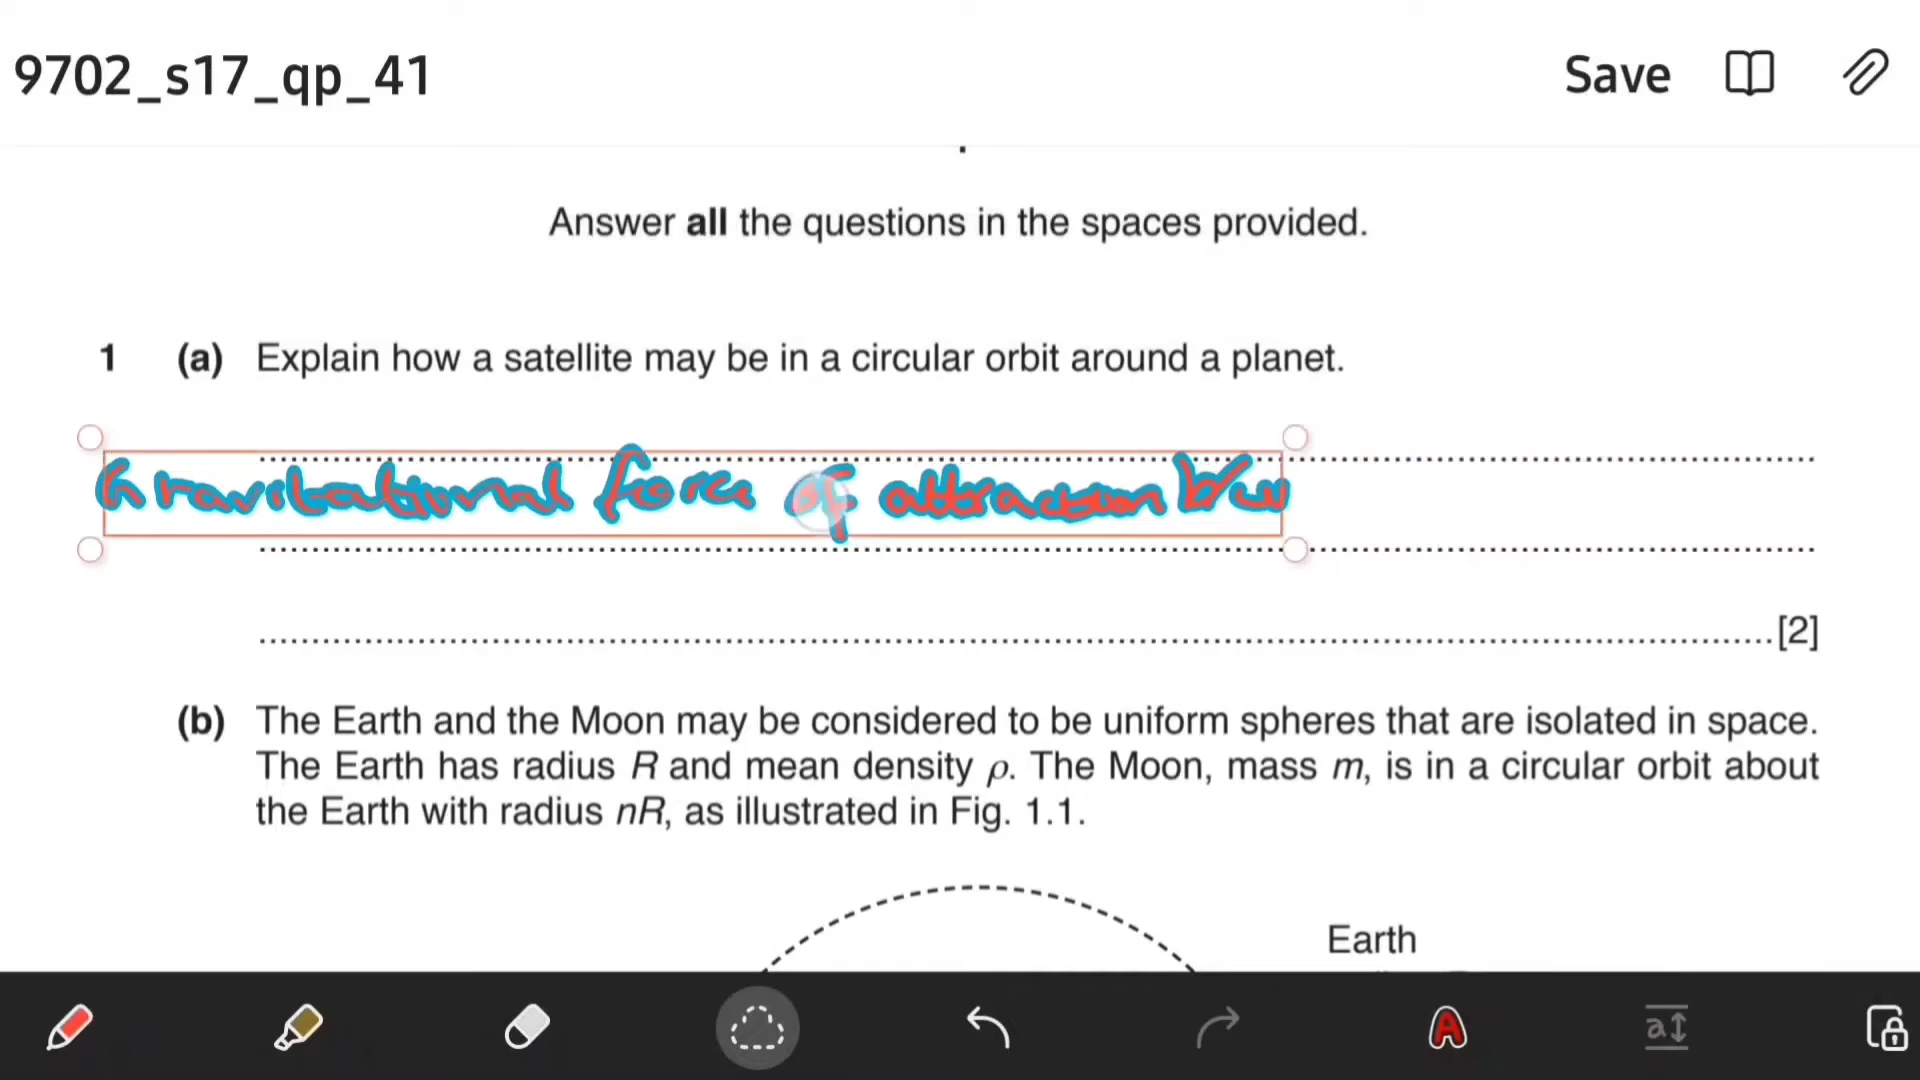 9702_s17_qp_41
Save
Answer all the questions in the spaces provided.
1 (a) Explain how a satellite may be in a circular orbit around a planet.
Gravitational force of attraction b/w
[2]
(b) The Earth and the Moon may be considered to be uniform spheres that are isolated in space.
The Earth has radius R and mean density ρ. The Moon, mass m, is in a circular orbit about
the Earth with radius nR, as illustrated in Fig. 1.1.
Earth
A
a